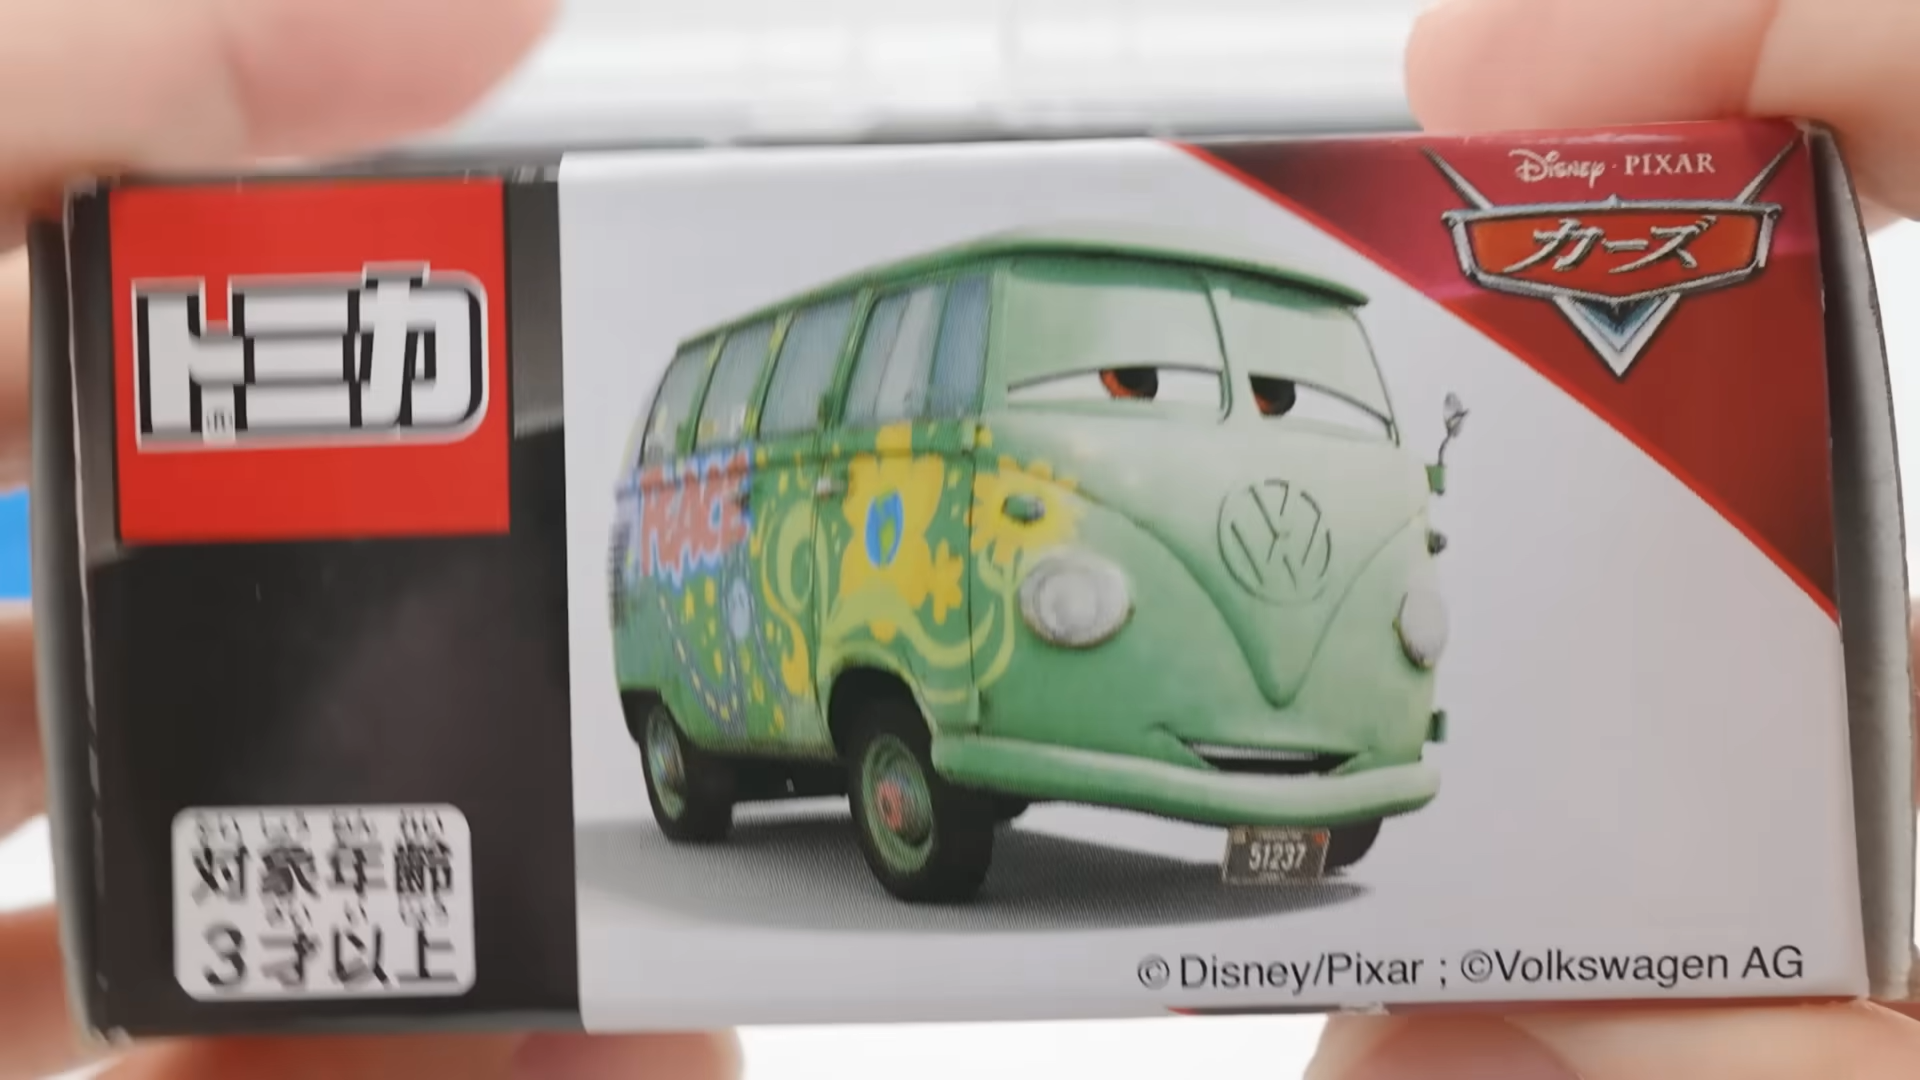 トミカ
Disney · PIXAR
カーズ
PEACE
51237
対象年齢
3才以上
©Disney/Pixar ; ©Volkswagen AG